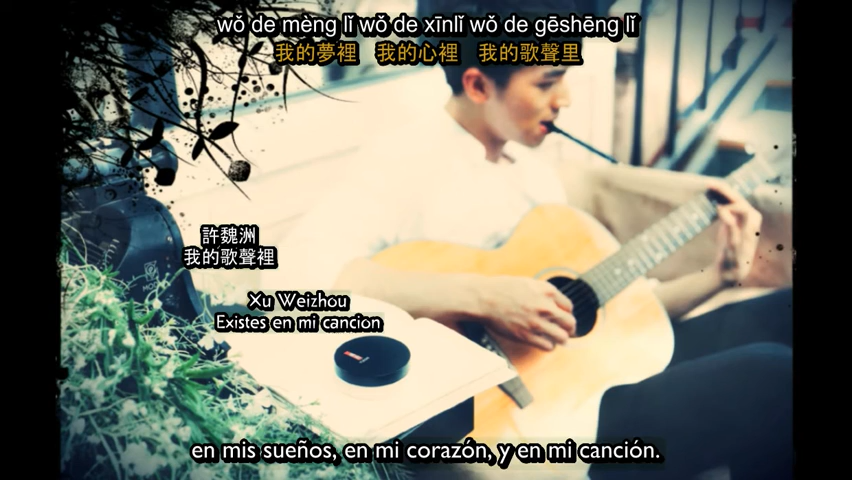 wǒ de mèng lǐ wǒ de xīnlǐ wǒ de gēshēng lǐ
我的夢裡 我的心裡 我的歌聲里
許魏洲
我的歌聲裡
Xu Weizhou
Existes en mi cancion
en mis sueños, en mi corazón, y en mi canción.